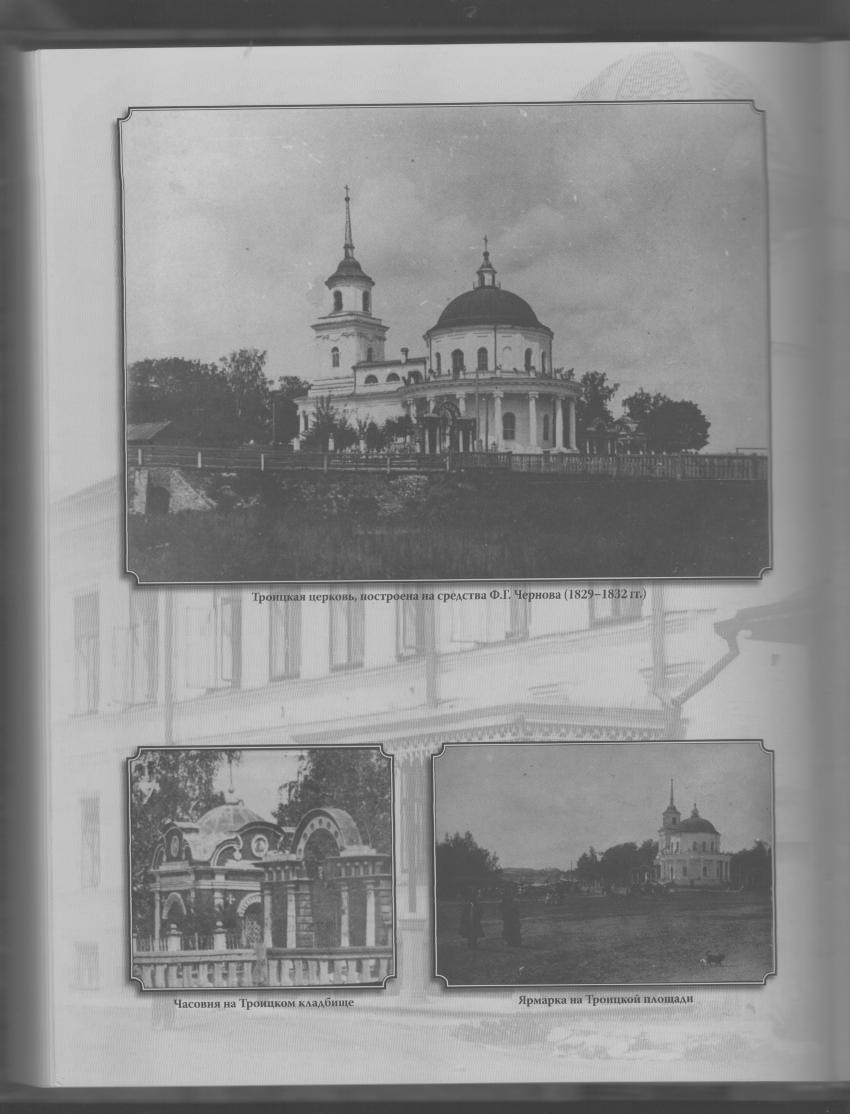 Троицкая церковь, построена на средства Ф.Г. Чернова (1829–1832 гг.)
Часовня на Троицком кладбище
Ярмарка на Троицкой площади